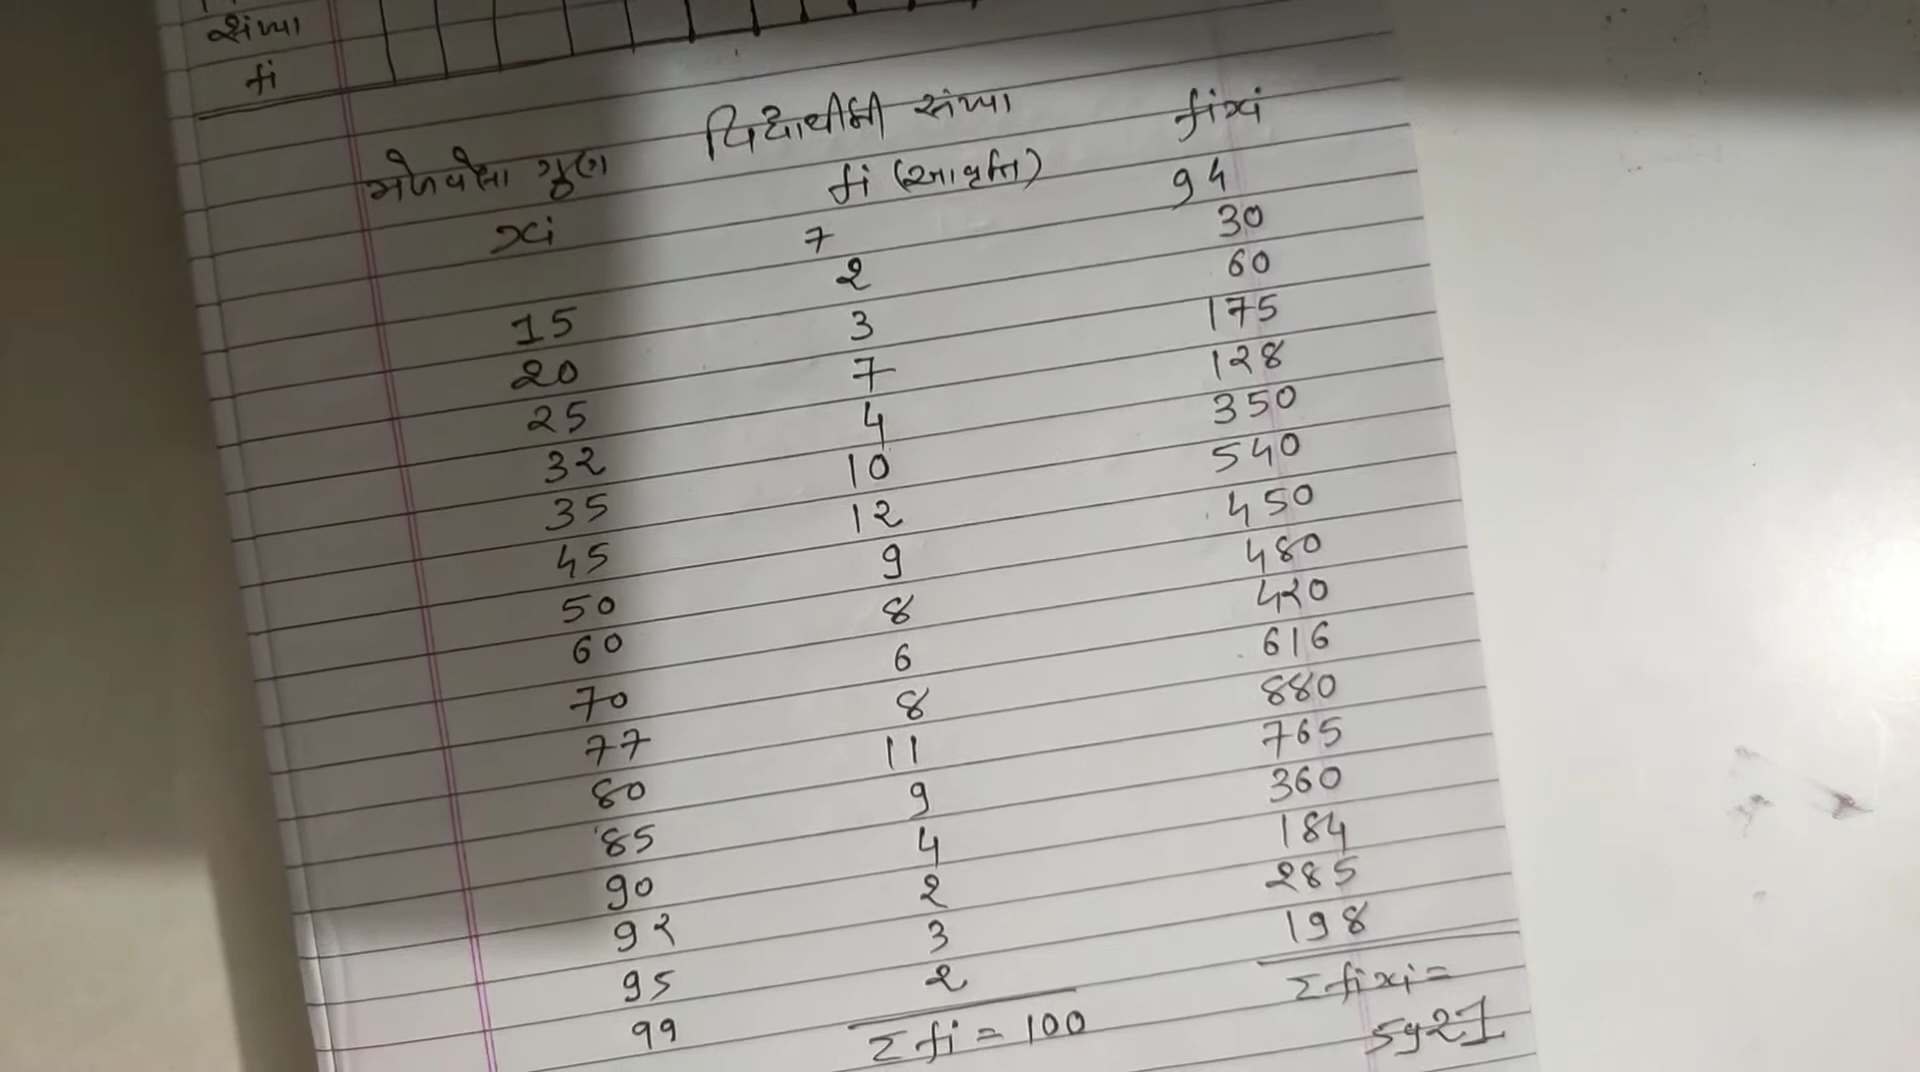 સંખ્યા
fi
મેળવેલા ગુણ વિદ્યાર્થીની સંખ્યા fixi
xi fi (આવૃત્તિ) 94
7 30
15 2 60
20 3 175
25 7 128
32 4 350
35 10 540
45 12 450
50 9 480
60 8 420
70 6 616
77 8 880
80 11 765
85 9 360
90 4 184
92 2 285
95 3 198
99 2 Σ fixi =
Σ fi = 100 5921